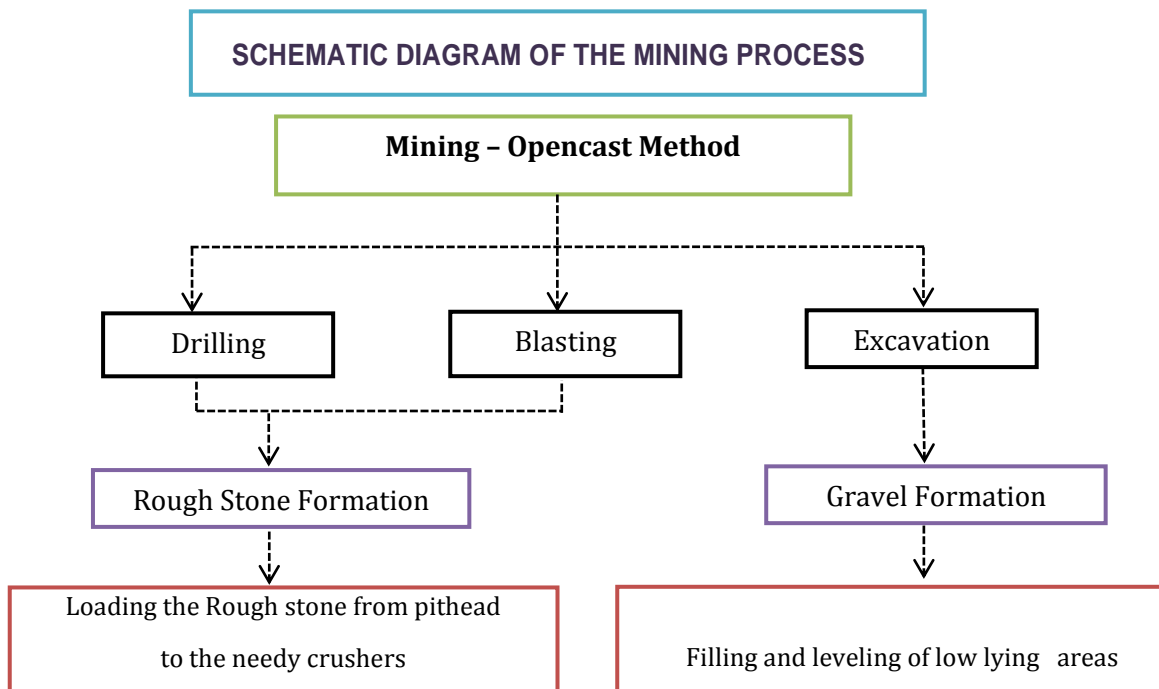 SCHEMATIC DIAGRAM OF THE MINING PROCESS
Mining – Opencast Method
Drilling
Blasting
Excavation
Rough Stone Formation
Gravel Formation
Loading the Rough stone from pithead
to the needy crushers
Filling and leveling of low lying areas